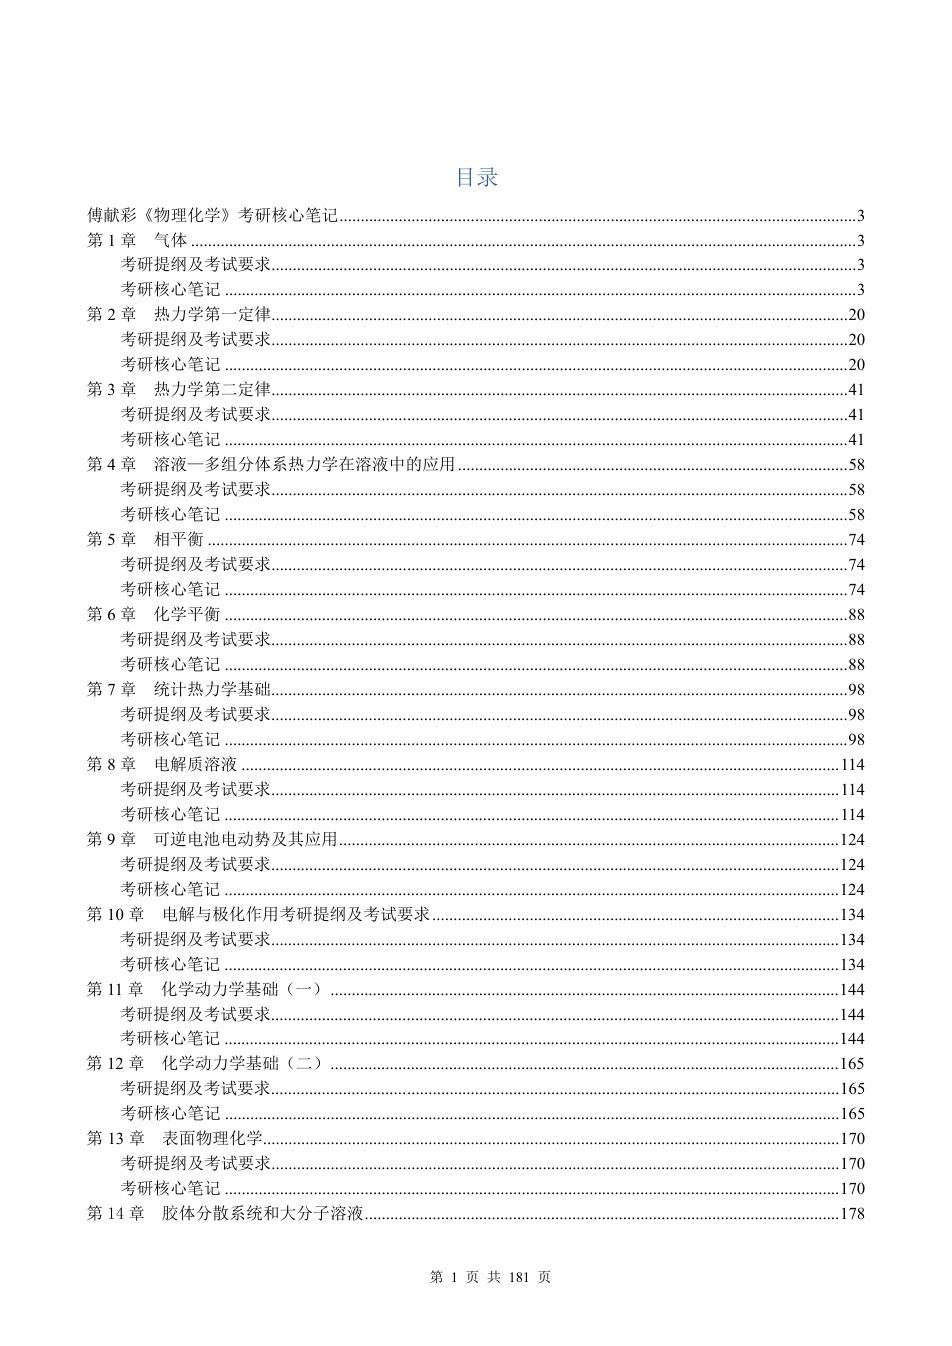 目录
傅献彩《物理化学》考研核心笔记........................3
第 1 章　气体........................3
考研提纲及考试要求........................3
考研核心笔记........................3
第 2 章　热力学第一定律........................20
考研提纲及考试要求........................20
考研核心笔记........................20
第 3 章　热力学第二定律........................41
考研提纲及考试要求........................41
考研核心笔记........................41
第 4 章　溶液—多组分体系热力学在溶液中的应用........................58
考研提纲及考试要求........................58
考研核心笔记........................58
第 5 章　相平衡........................74
考研提纲及考试要求........................74
考研核心笔记........................74
第 6 章　化学平衡........................88
考研提纲及考试要求........................88
考研核心笔记........................88
第 7 章　统计热力学基础........................98
考研提纲及考试要求........................98
考研核心笔记........................98
第 8 章　电解质溶液........................114
考研提纲及考试要求........................114
考研核心笔记........................114
第 9 章　可逆电池电动势及其应用........................124
考研提纲及考试要求........................124
考研核心笔记........................124
第 10 章　电解与极化作用考研提纲及考试要求........................134
考研提纲及考试要求........................134
考研核心笔记........................134
第 11 章　化学动力学基础（一）........................144
考研提纲及考试要求........................144
考研核心笔记........................144
第 12 章　化学动力学基础（二）........................165
考研提纲及考试要求........................165
考研核心笔记........................165
第 13 章　表面物理化学........................170
考研提纲及考试要求........................170
考研核心笔记........................170
第 14 章　胶体分散系统和大分子溶液........................178
第 1 页 共 181 页